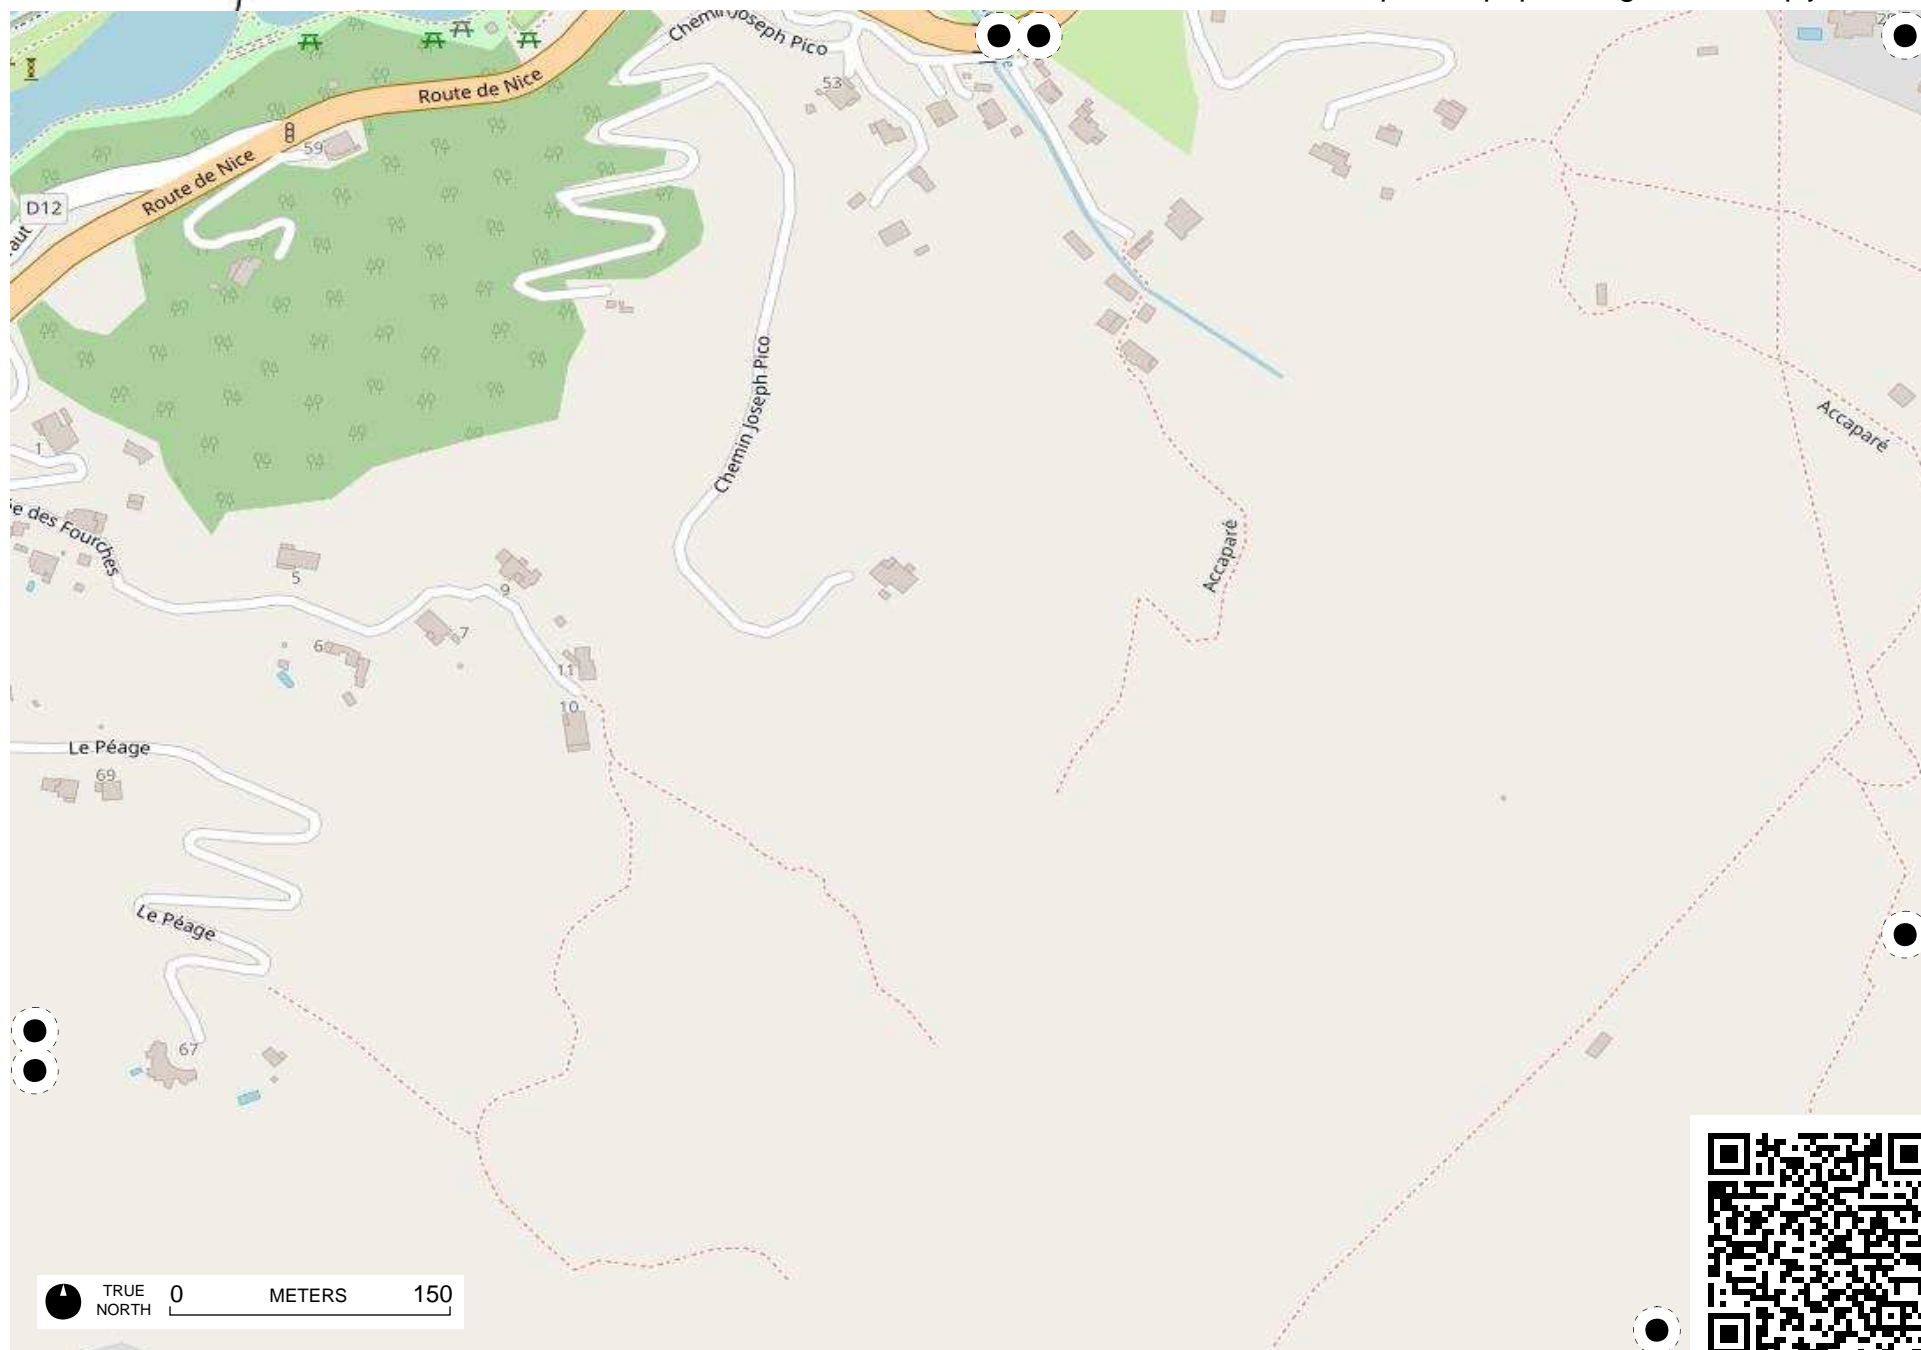 Chemin Joseph Pico
Route de Nice
53
59
Route de Nice
D12
Chemin Joseph Pico
Accaparé
1
e des Fourches
5
Accaparé
9
7
6
11
10
Le Péage
69
Le Péage
67
TRUE
NORTH
0 METERS 150